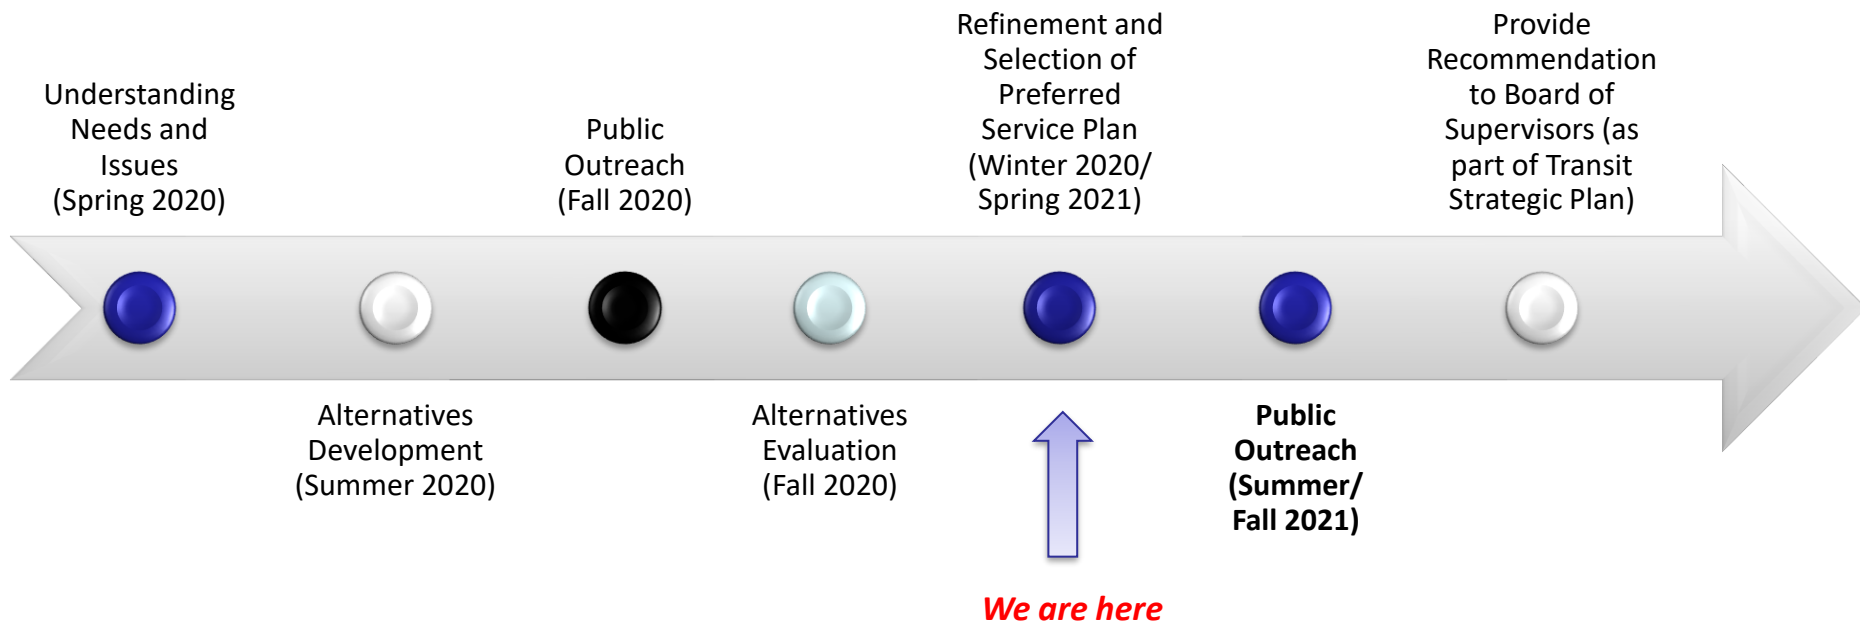 Understanding
Needs and
Issues
(Spring 2020)
Alternatives
Development
(Summer 2020)
Public
Outreach
(Fall 2020)
Alternatives
Evaluation
(Fall 2020)
Refinement and
Selection of
Preferred
Service Plan
(Winter 2020/
Spring 2021)
We are here
Public
Outreach
(Summer/
Fall 2021)
Provide
Recommendation
to Board of
Supervisors (as
part of Transit
Strategic Plan)